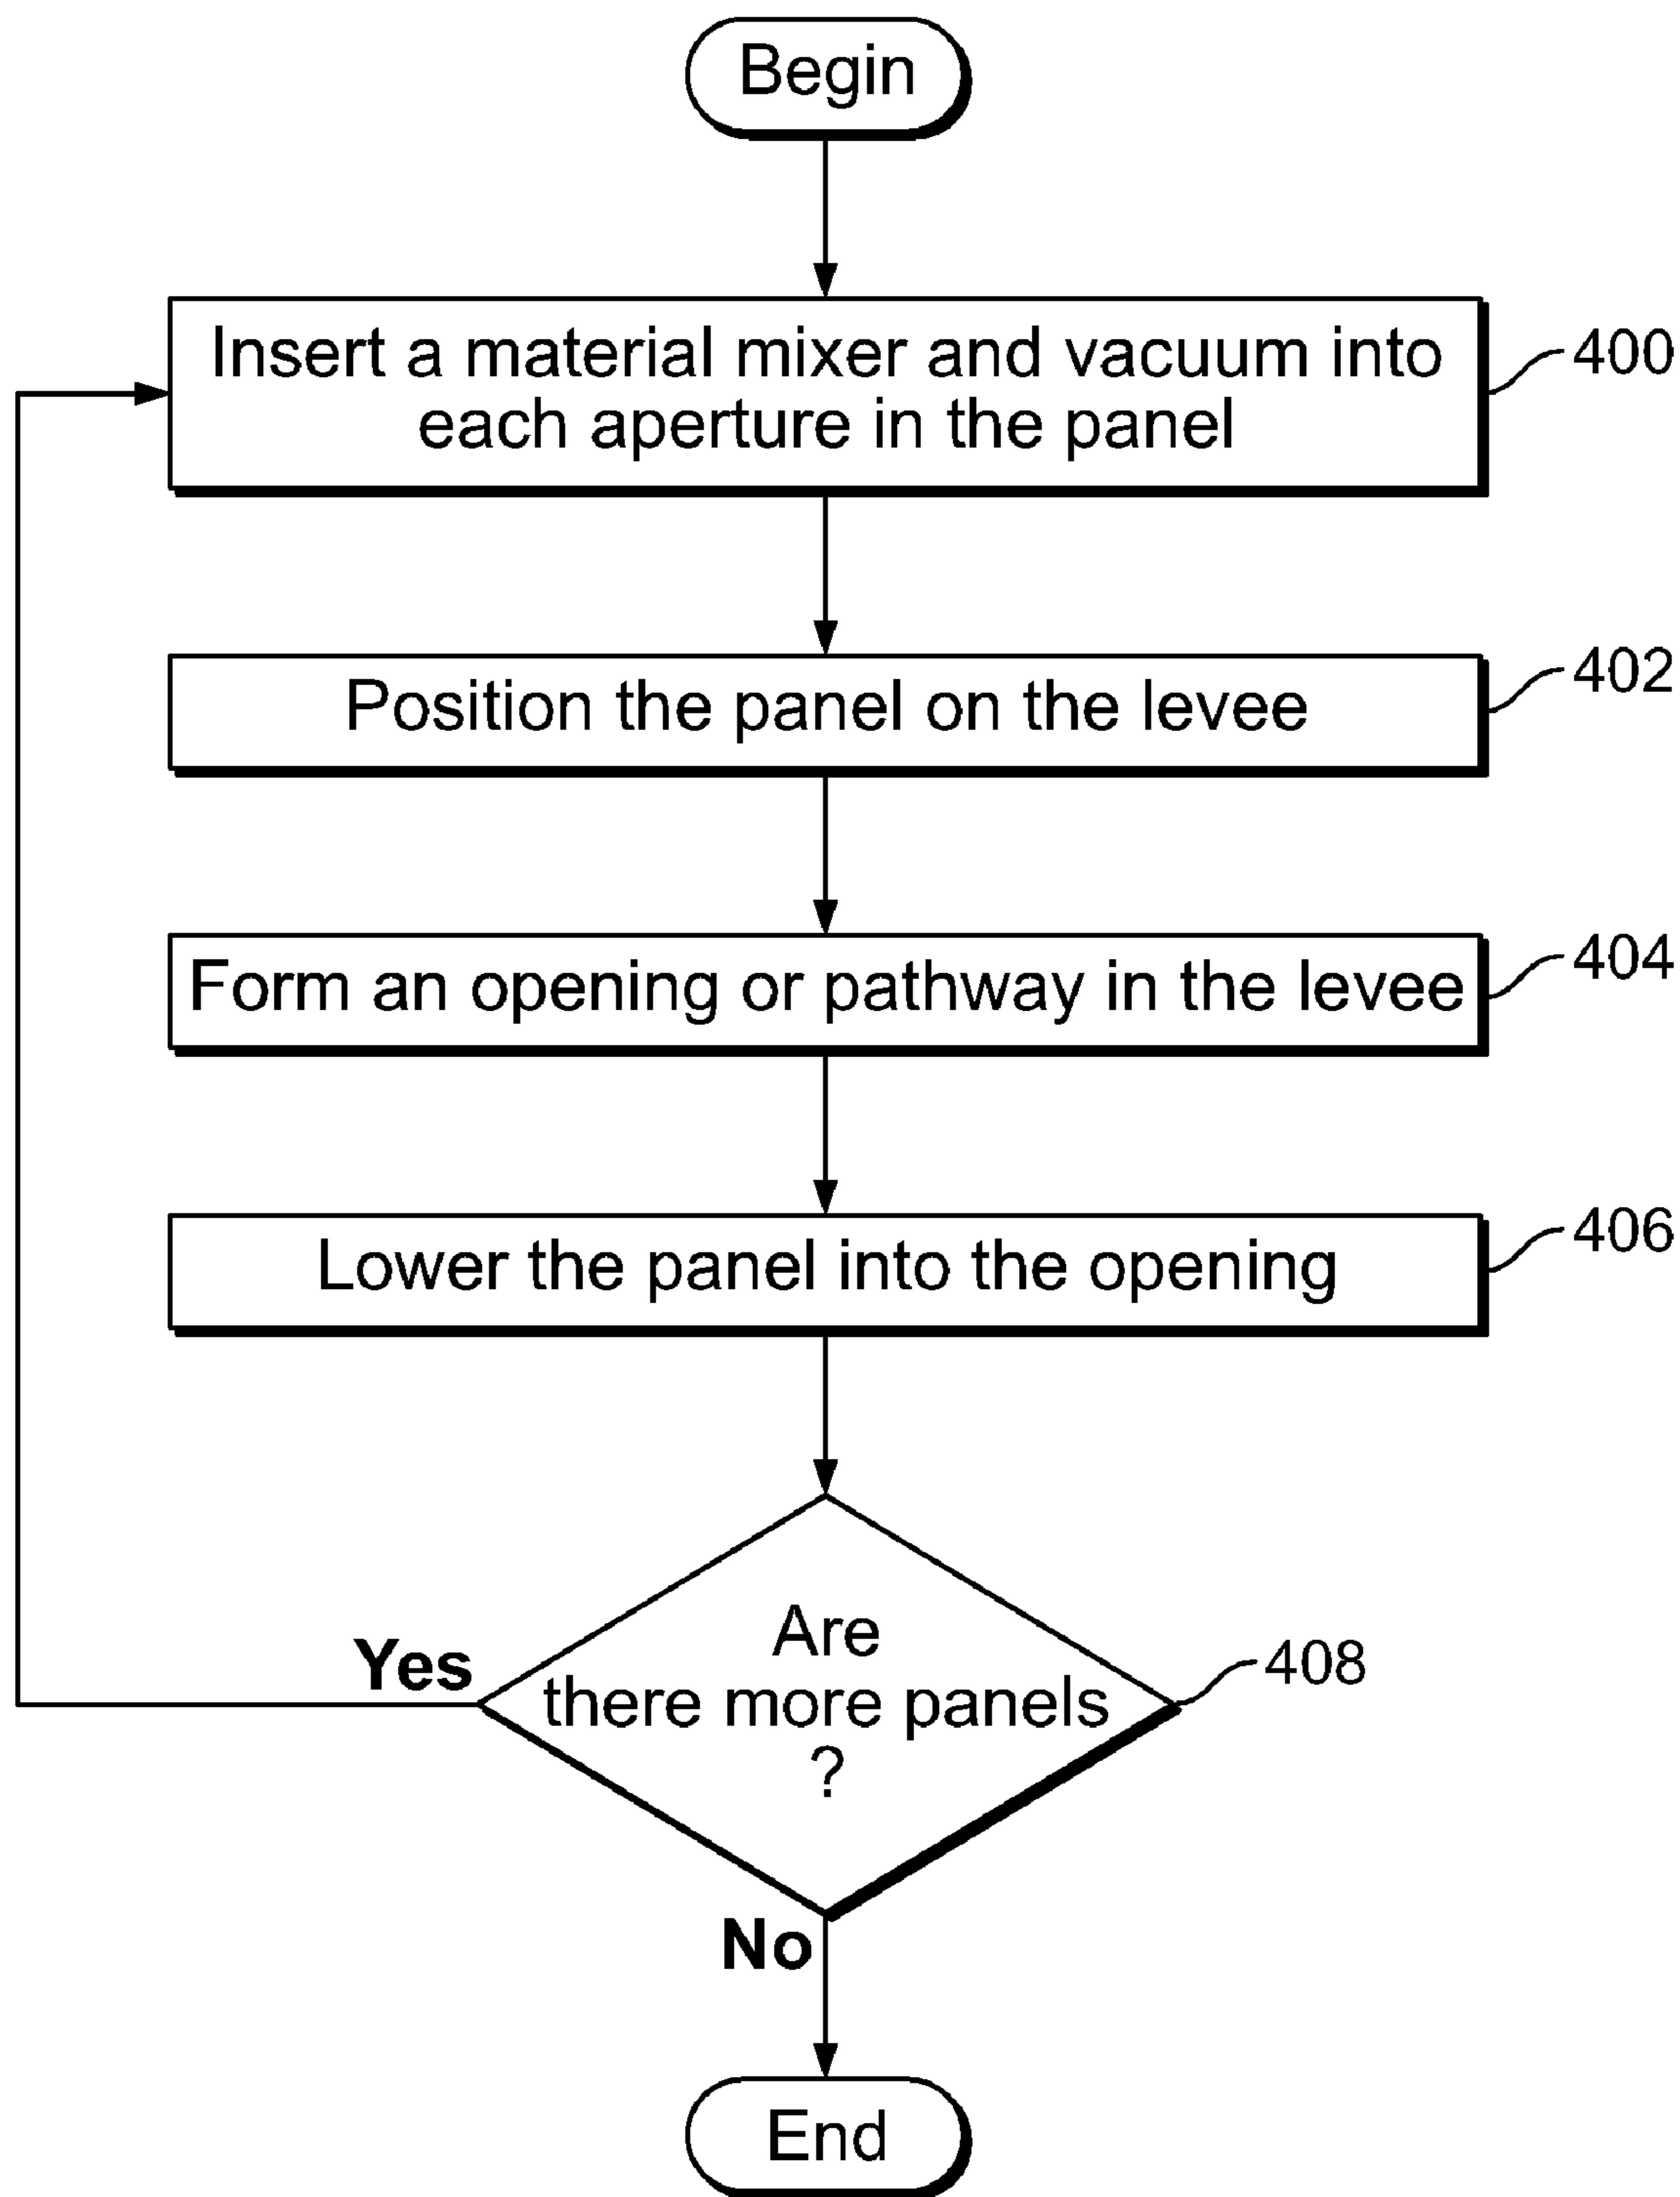 Begin
Insert a material mixer and vacuum into
each aperture in the panel
400
Position the panel on the levee
402
Form an opening or pathway in the levee
404
Lower the panel into the opening
406
Are
there more panels
?
408
Yes
No
End